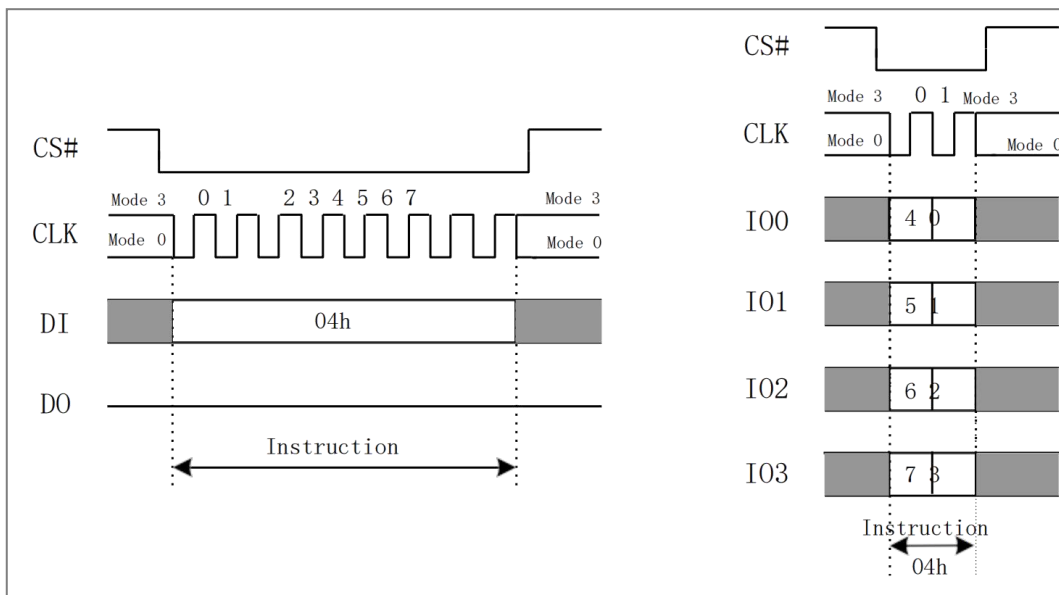 CS#
Mode 3 0 1 2 3 4 5 6 7 Mode 3
CLK
Mode 0 Mode 0
DI 04h
DO
Instruction
CS#
Mode 3 0 1 Mode 3
CLK
Mode 0 Mode 0
IO0 4 0
IO1 5 1
IO2 6 2
IO3 7 3
Instruction
04h